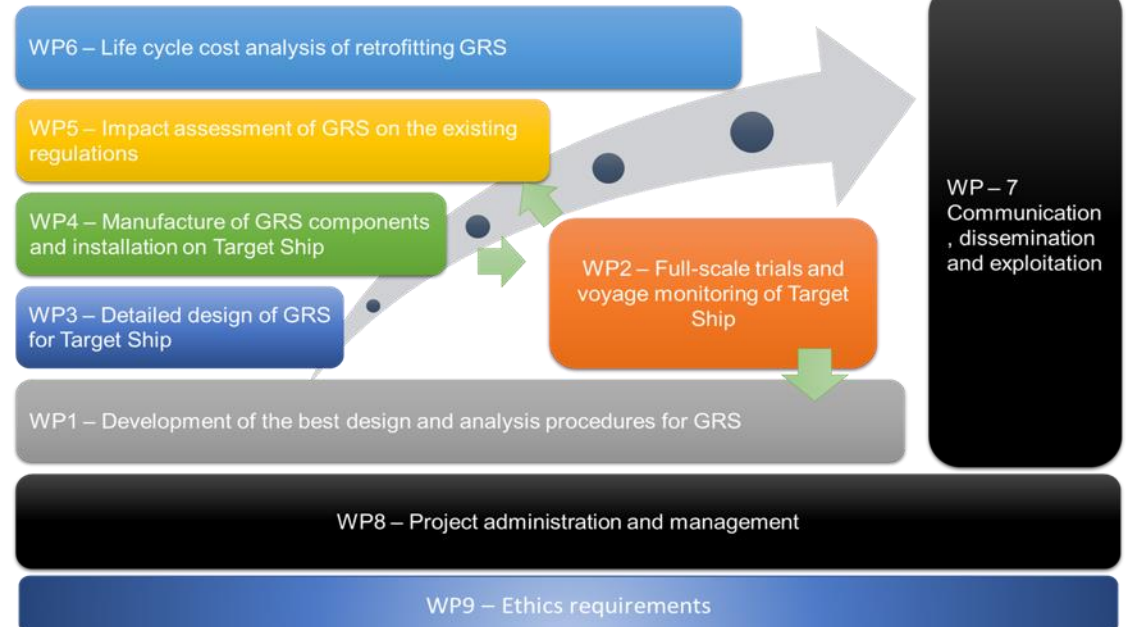 WP6 – Life cycle cost analysis of retrofitting GRS
WP5 – Impact assessment of GRS on the existing
regulations
WP4 – Manufacture of GRS components
and installation on Target Ship
WP3 – Detailed design of GRS
for Target Ship
WP2 – Full-scale trials and
voyage monitoring of Target
Ship
WP1 – Development of the best design and analysis procedures for GRS
WP – 7
Communication
, dissemination
and exploitation
WP8 – Project administration and management
WP9 – Ethics requirements